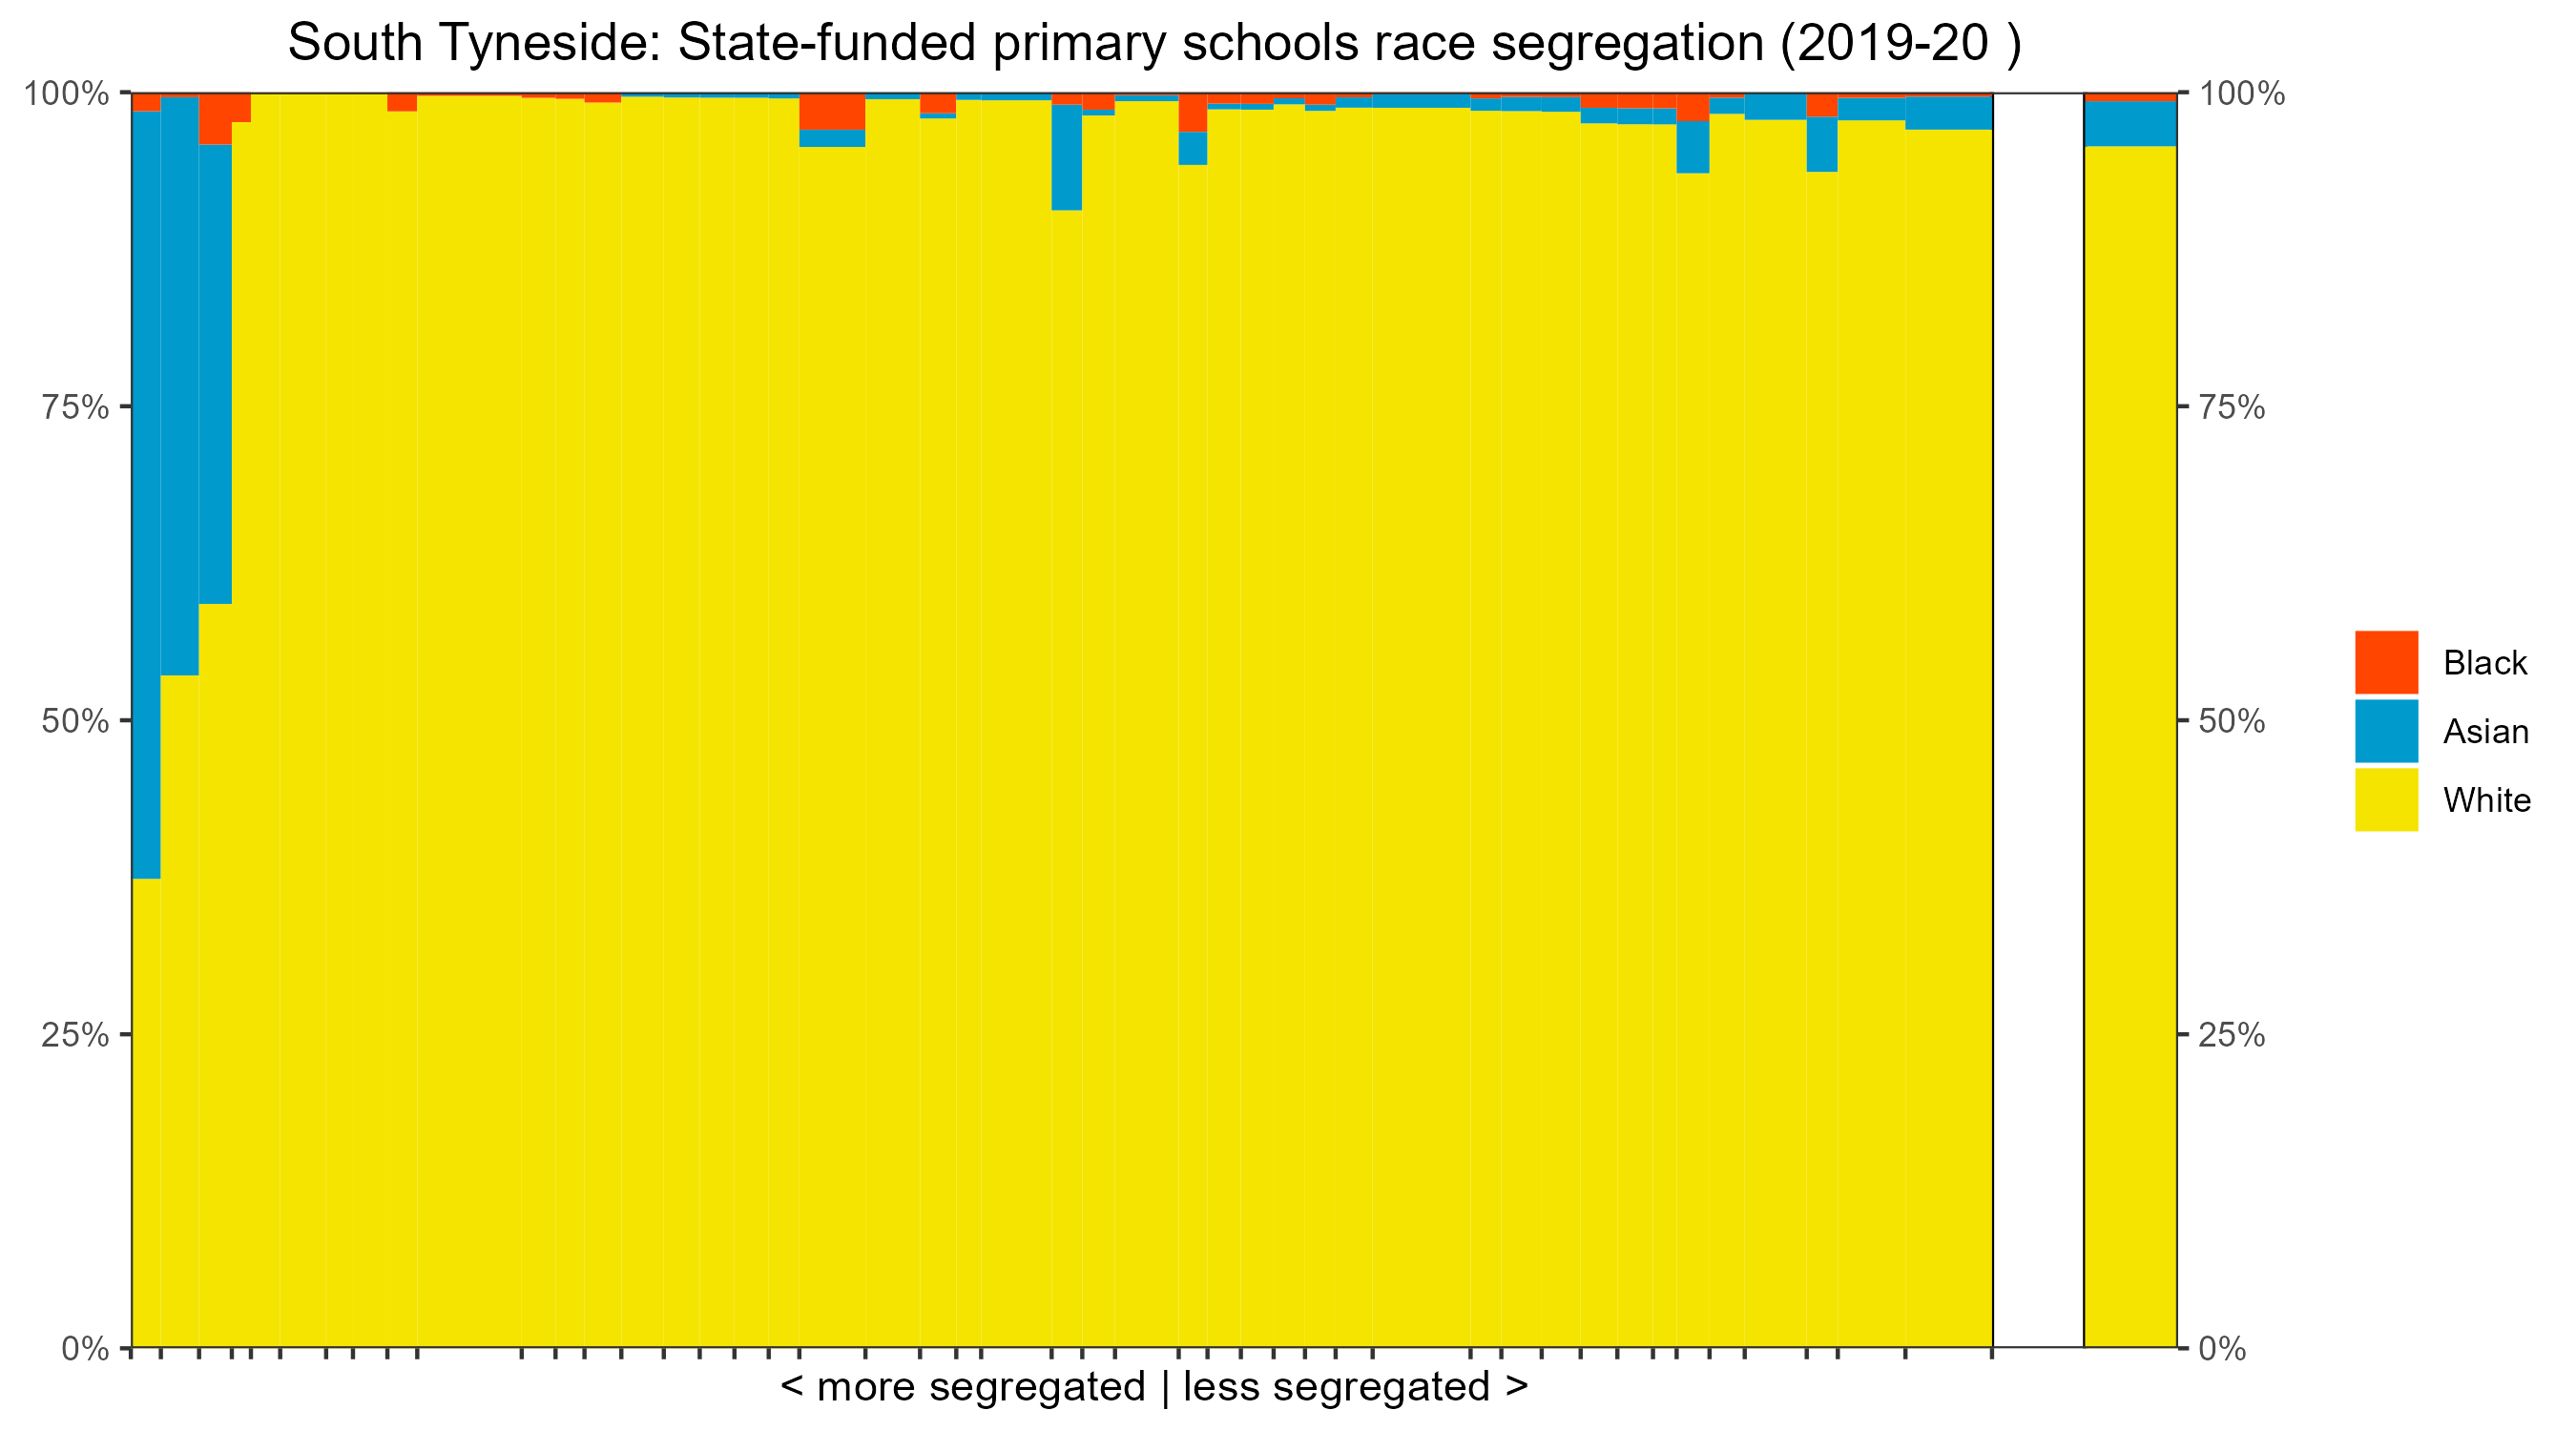 South Tyneside: State-funded primary schools race segregation (2019-20 )
100%
75%
50%
25%
0%
100%
75%
50%
25%
0%
Black
Asian
White
< more segregated | less segregated >